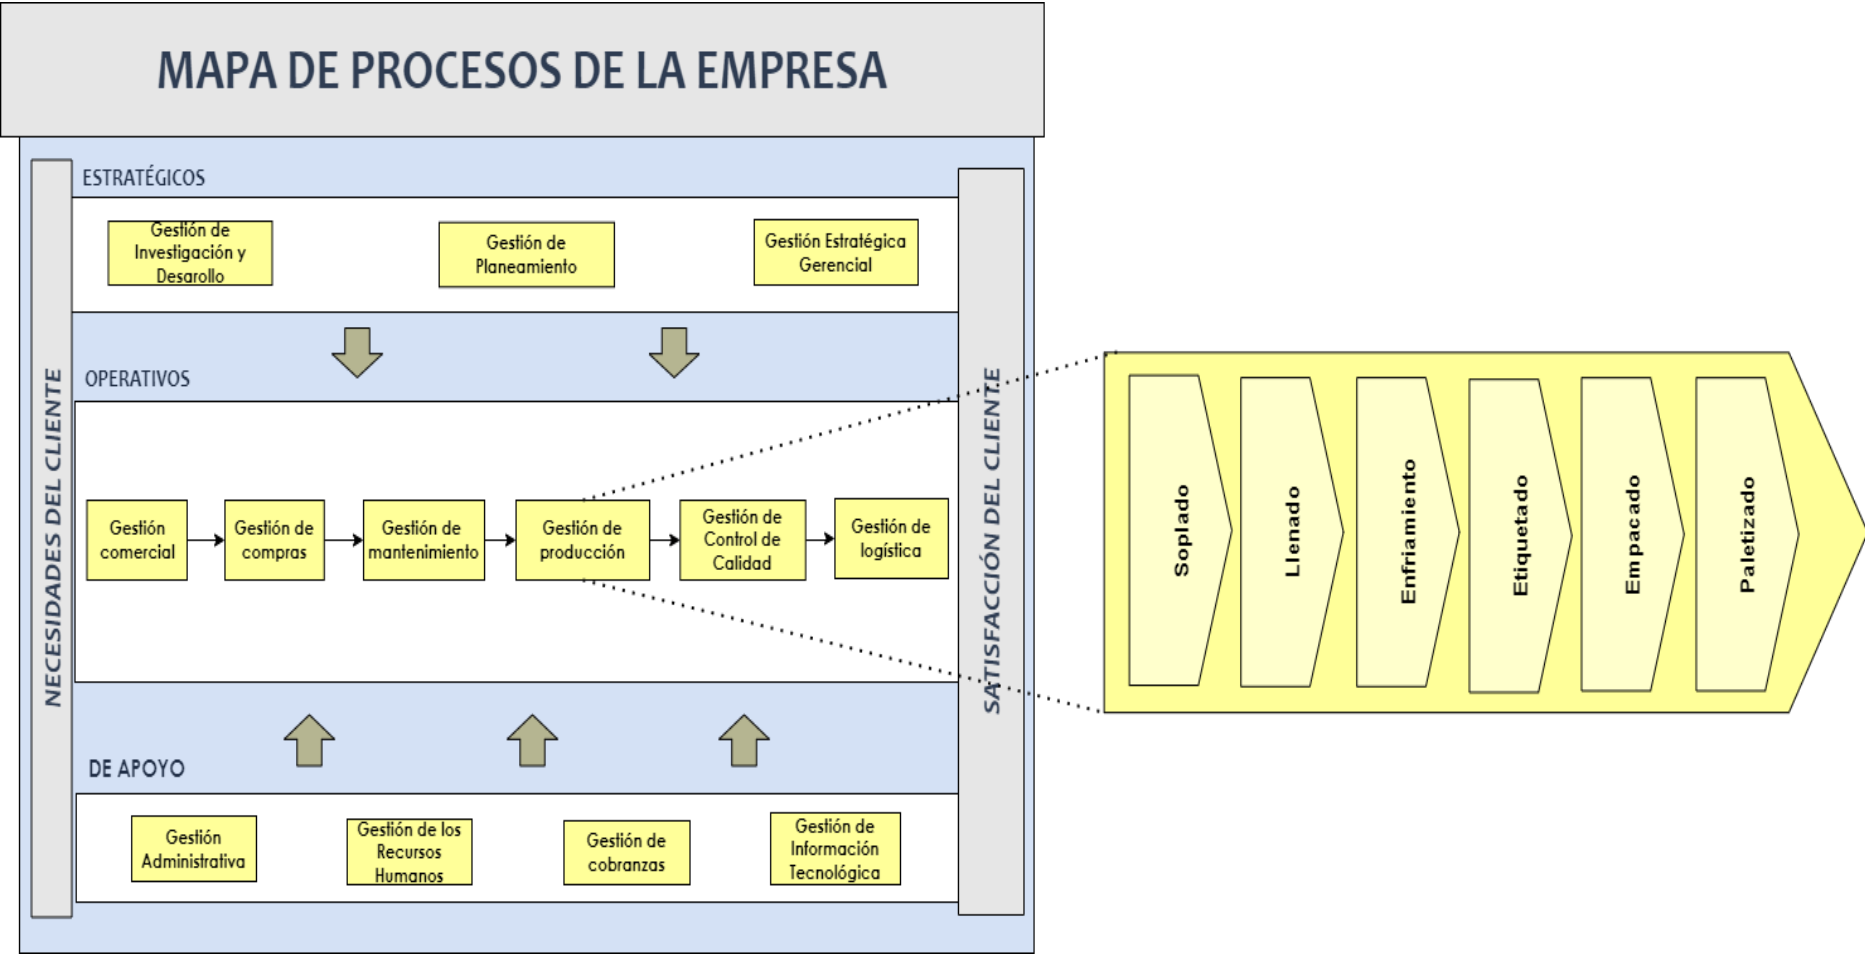 MAPA DE PROCESOS DE LA EMPRESA
NECESIDADES DEL CLIENTE
ESTRATÉGICOS
Gestión de
Investigación y
Desarollo
Gestión de
Planeamiento
Gestión Estratégica
Gerencial
OPERATIVOS
Gestión
comercial
Gestión de
compras
Gestión de
mantenimiento
Gestión de
producción
Gestión de
Control de
Calidad
Gestión de
logística
DE APOYO
Gestión
Administrativa
Gestión de los
Recursos
Humanos
Gestión de
cobranzas
Gestión de
Información
Tecnológica
SATISFACCIÓN DEL CLIENTE
Soplado
Llenado
Enfriamiento
Etiquetado
Empacado
Paletizado